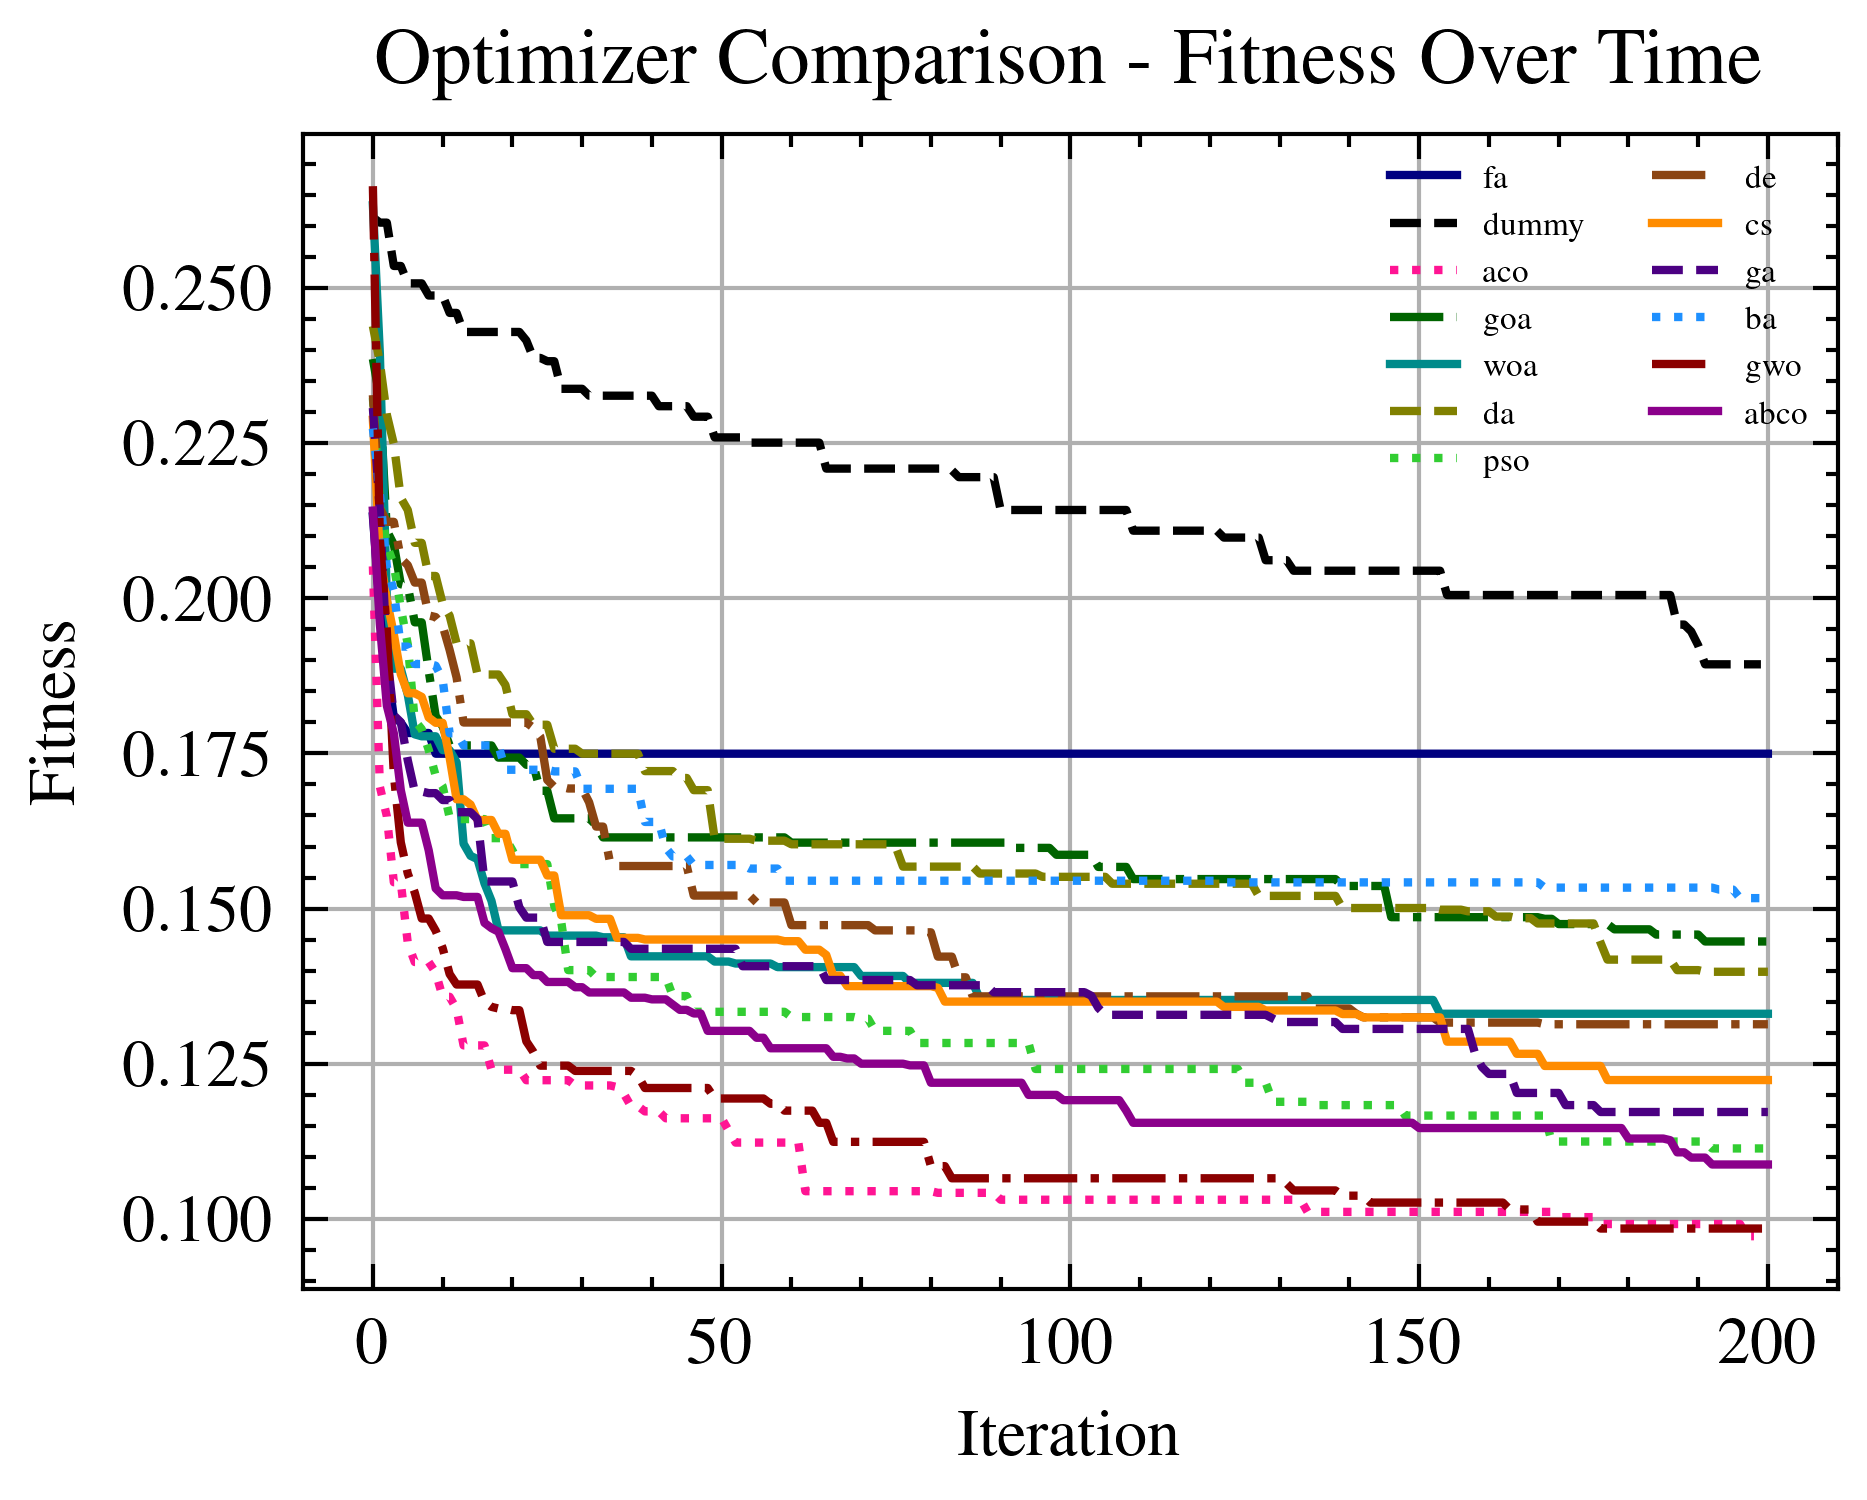 Optimizer Comparison - Fitness Over Time
fa
dummy
aco
goa
woa
da
pso
de
cs
ga
ba
gwo
abco
Fitness
0.250
0.225
0.200
0.175
0.150
0.125
0.100
0 50 100 150 200
Iteration